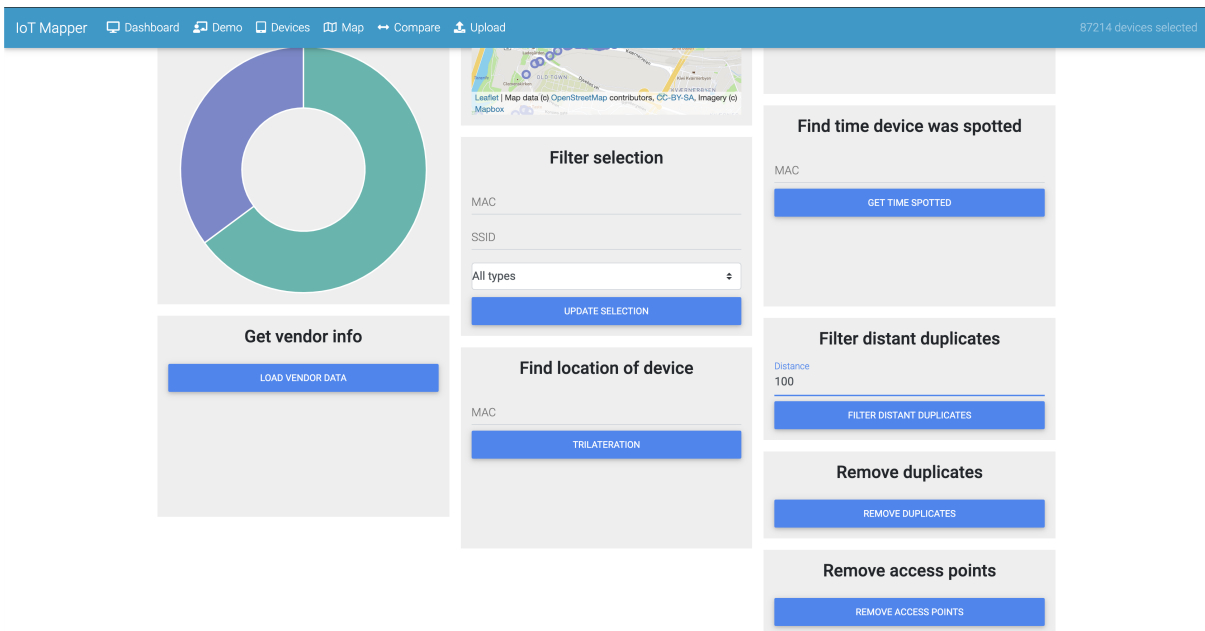 IoT Mapper Dashboard Demo Devices Map Compare Upload 87214 devices selected
OLD TOWN
KVÆRNERBYEN
Leaflet | Map data (c) OpenStreetMap contributors, CC-BY-SA, Imagery (c)
Mapbox
Get vendor info
LOAD VENDOR DATA
Filter selection
MAC
SSID
All types
UPDATE SELECTION
Find location of device
MAC
TRILATERATION
Find time device was spotted
MAC
GET TIME SPOTTED
Filter distant duplicates
Distance
100
FILTER DISTANT DUPLICATES
Remove duplicates
REMOVE DUPLICATES
Remove access points
REMOVE ACCESS POINTS